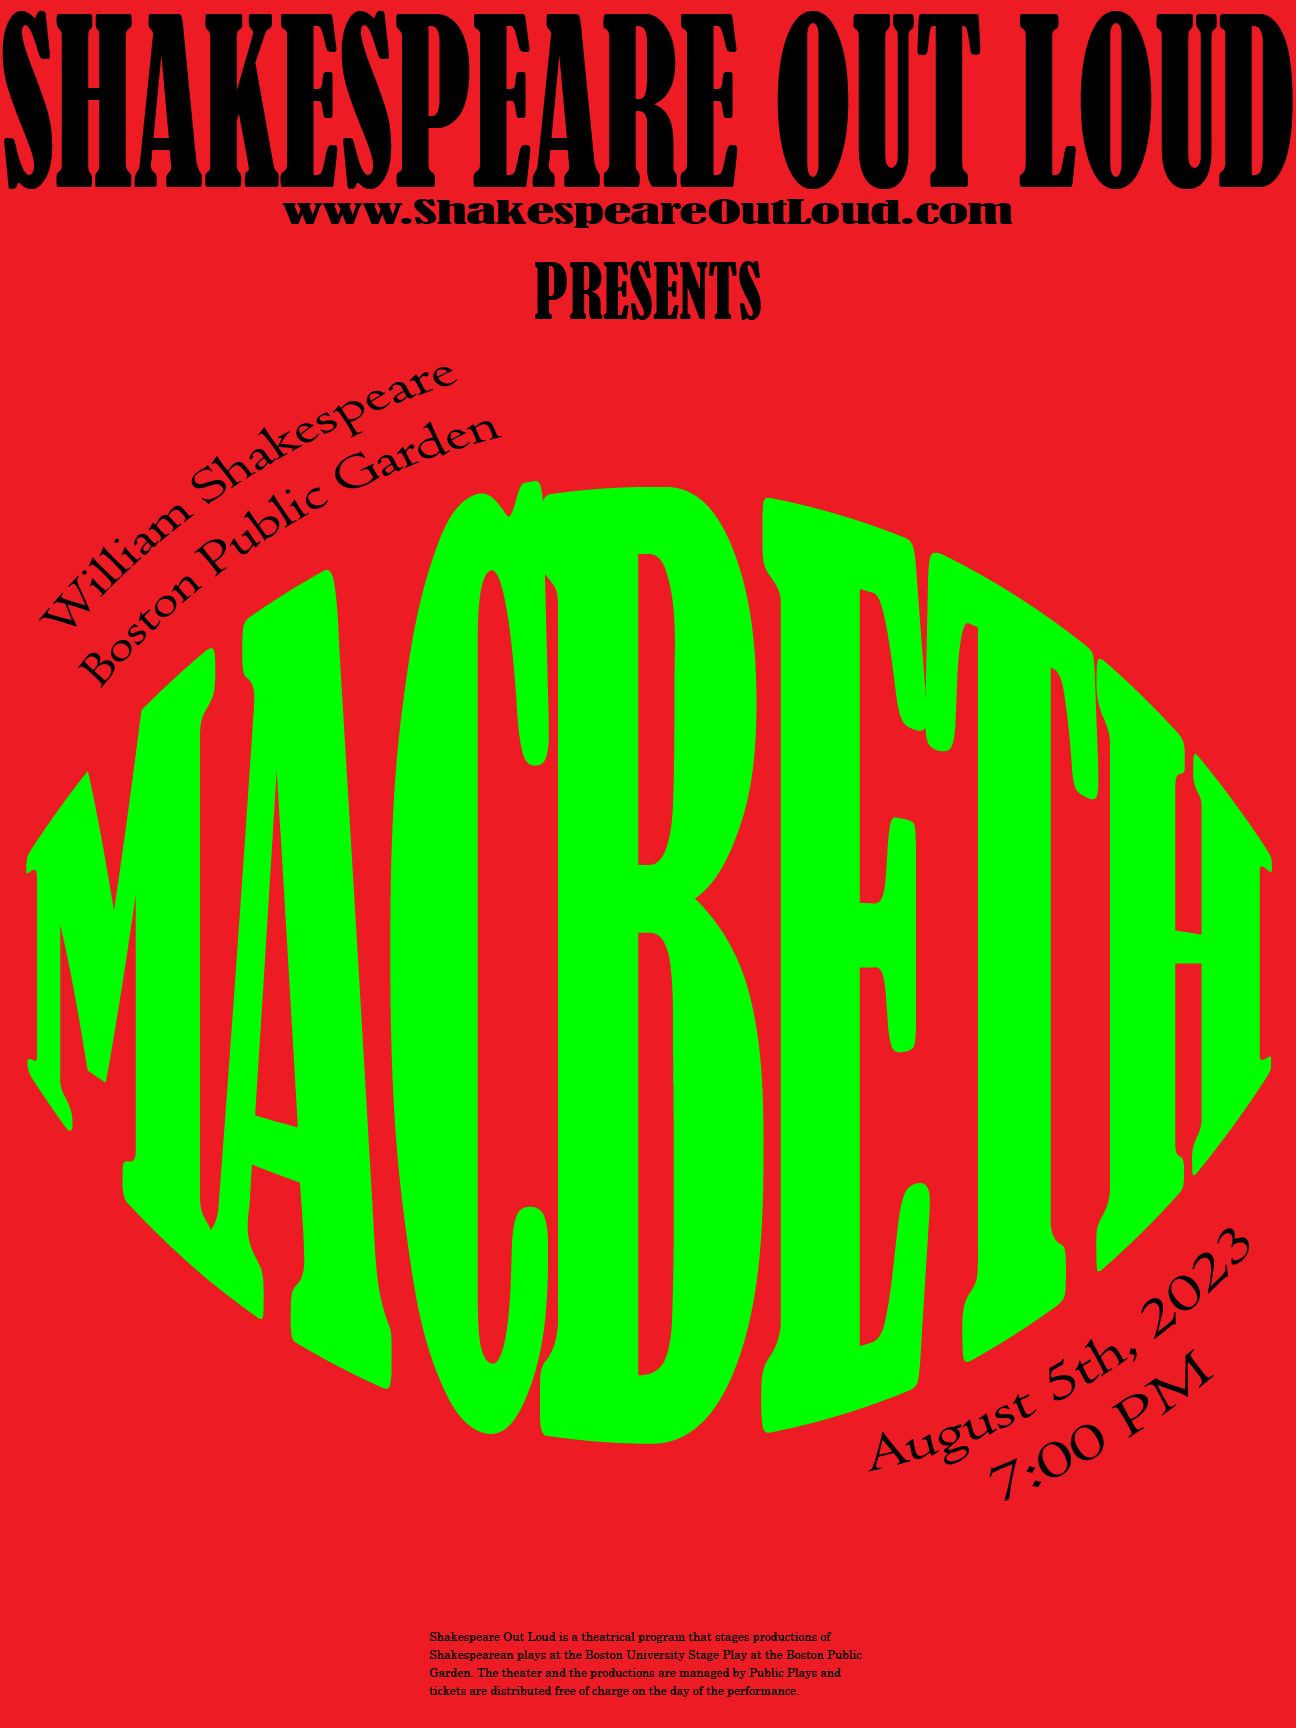 SHAKESPEARE OUT LOUD
www.ShakespeareOutLoud.com
PRESENTS
William Shakespeare
Boston Public Garden
MACBETH
August 5th, 2023
7:00 PM
Shakespeare Out Loud is a theatrical program that stages productions of
Shakespearean plays at the Boston University Stage Play at the Boston Public
Garden. The theater and the productions are managed by Public Plays and
tickets are distributed free of charge on the day of the performance.